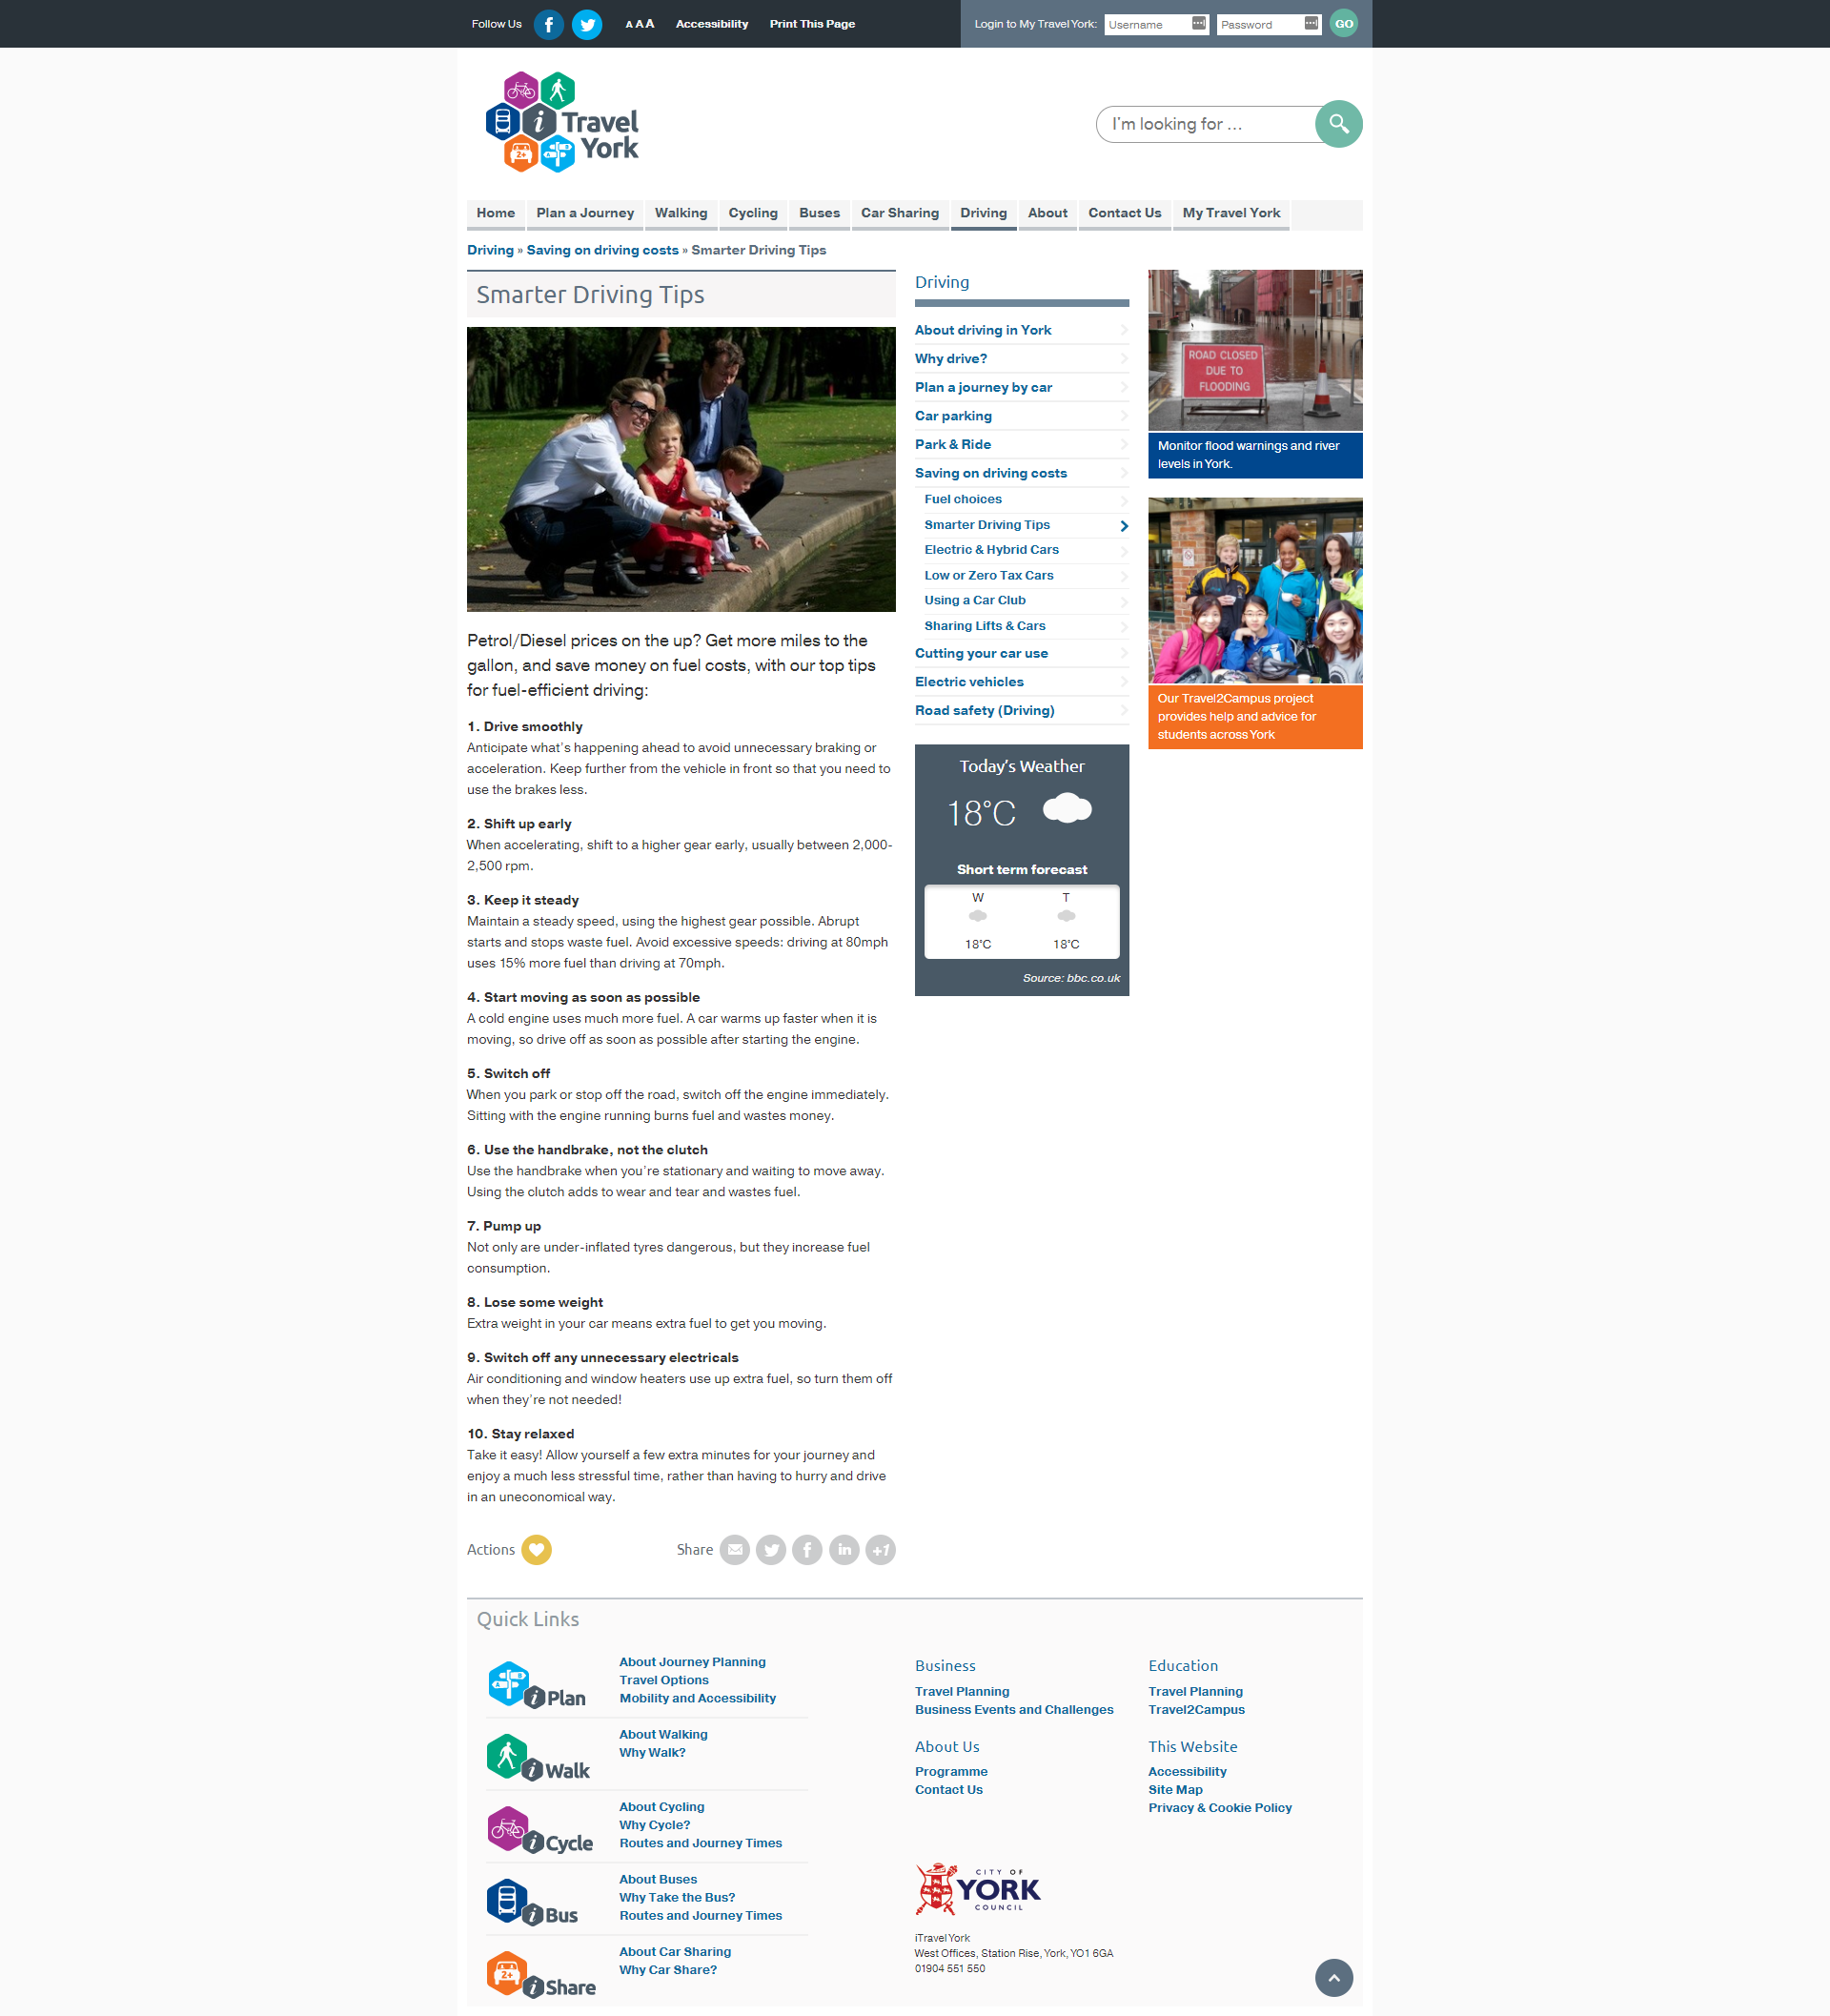 Follow Us
A A A
Accessibility
Print This Page
Login to My Travel York:
Username
Password
GO
i Travel
York
2+
I'm looking for ...
Home
Plan a Journey
Walking
Cycling
Buses
Car Sharing
Driving
About
Contact Us
My Travel York
Driving » Saving on driving costs » Smarter Driving Tips
Smarter Driving Tips
Petrol/Diesel prices on the up? Get more miles to the
gallon, and save money on fuel costs, with our top tips
for fuel-efficient driving:
1. Drive smoothly
Anticipate what's happening ahead to avoid unnecessary braking or
acceleration. Keep further from the vehicle in front so that you need to
use the brakes less.
2. Shift up early
When accelerating, shift to a higher gear early, usually between 2,000-
2,500 rpm.
3. Keep it steady
Maintain a steady speed, using the highest gear possible. Abrupt
starts and stops waste fuel. Avoid excessive speeds: driving at 80mph
uses 15% more fuel than driving at 70mph.
4. Start moving as soon as possible
A cold engine uses much more fuel. A car warms up faster when it is
moving, so drive off as soon as possible after starting the engine.
5. Switch off
When you park or stop off the road, switch off the engine immediately.
Sitting with the engine running burns fuel and wastes money.
6. Use the handbrake, not the clutch
Use the handbrake when you're stationary and waiting to move away.
Using the clutch adds to wear and tear and wastes fuel.
7. Pump up
Not only are under-inflated tyres dangerous, but they increase fuel
consumption.
8. Lose some weight
Extra weight in your car means extra fuel to get you moving.
9. Switch off any unnecessary electricals
Air conditioning and window heaters use up extra fuel, so turn them off
when they're not needed!
10. Stay relaxed
Take it easy! Allow yourself a few extra minutes for your journey and
enjoy a much less stressful time, rather than having to hurry and drive
in an uneconomical way.
Actions
Share
in
+1
Driving
About driving in York
Why drive?
Plan a journey by car
Car parking
Park & Ride
Saving on driving costs
Fuel choices
Smarter Driving Tips
Electric & Hybrid Cars
Low or Zero Tax Cars
Using a Car Club
Sharing Lifts & Cars
Cutting your car use
Electric vehicles
Road safety (Driving)
Today's Weather
18°C
Short term forecast
W T
18°C 18°C
Source: bbc.co.uk
ROAD CLOSED
DUE TO
FLOODING
Monitor flood warnings and river
levels in York.
Our Travel2Campus project
provides help and advice for
students across York
Quick Links
i Plan
About Journey Planning
Travel Options
Mobility and Accessibility
i Walk
About Walking
Why Walk?
i Cycle
About Cycling
Why Cycle?
Routes and Journey Times
i Bus
About Buses
Why Take the Bus?
Routes and Journey Times
2+
i Share
About Car Sharing
Why Car Share?
Business
Travel Planning
Business Events and Challenges
About Us
Programme
Contact Us
Education
Travel Planning
Travel2Campus
This Website
Accessibility
Site Map
Privacy & Cookie Policy
CITY OF
YORK
COUNCIL
iTravel York
West Offices, Station Rise, York, YO1 6GA
01904 551 550